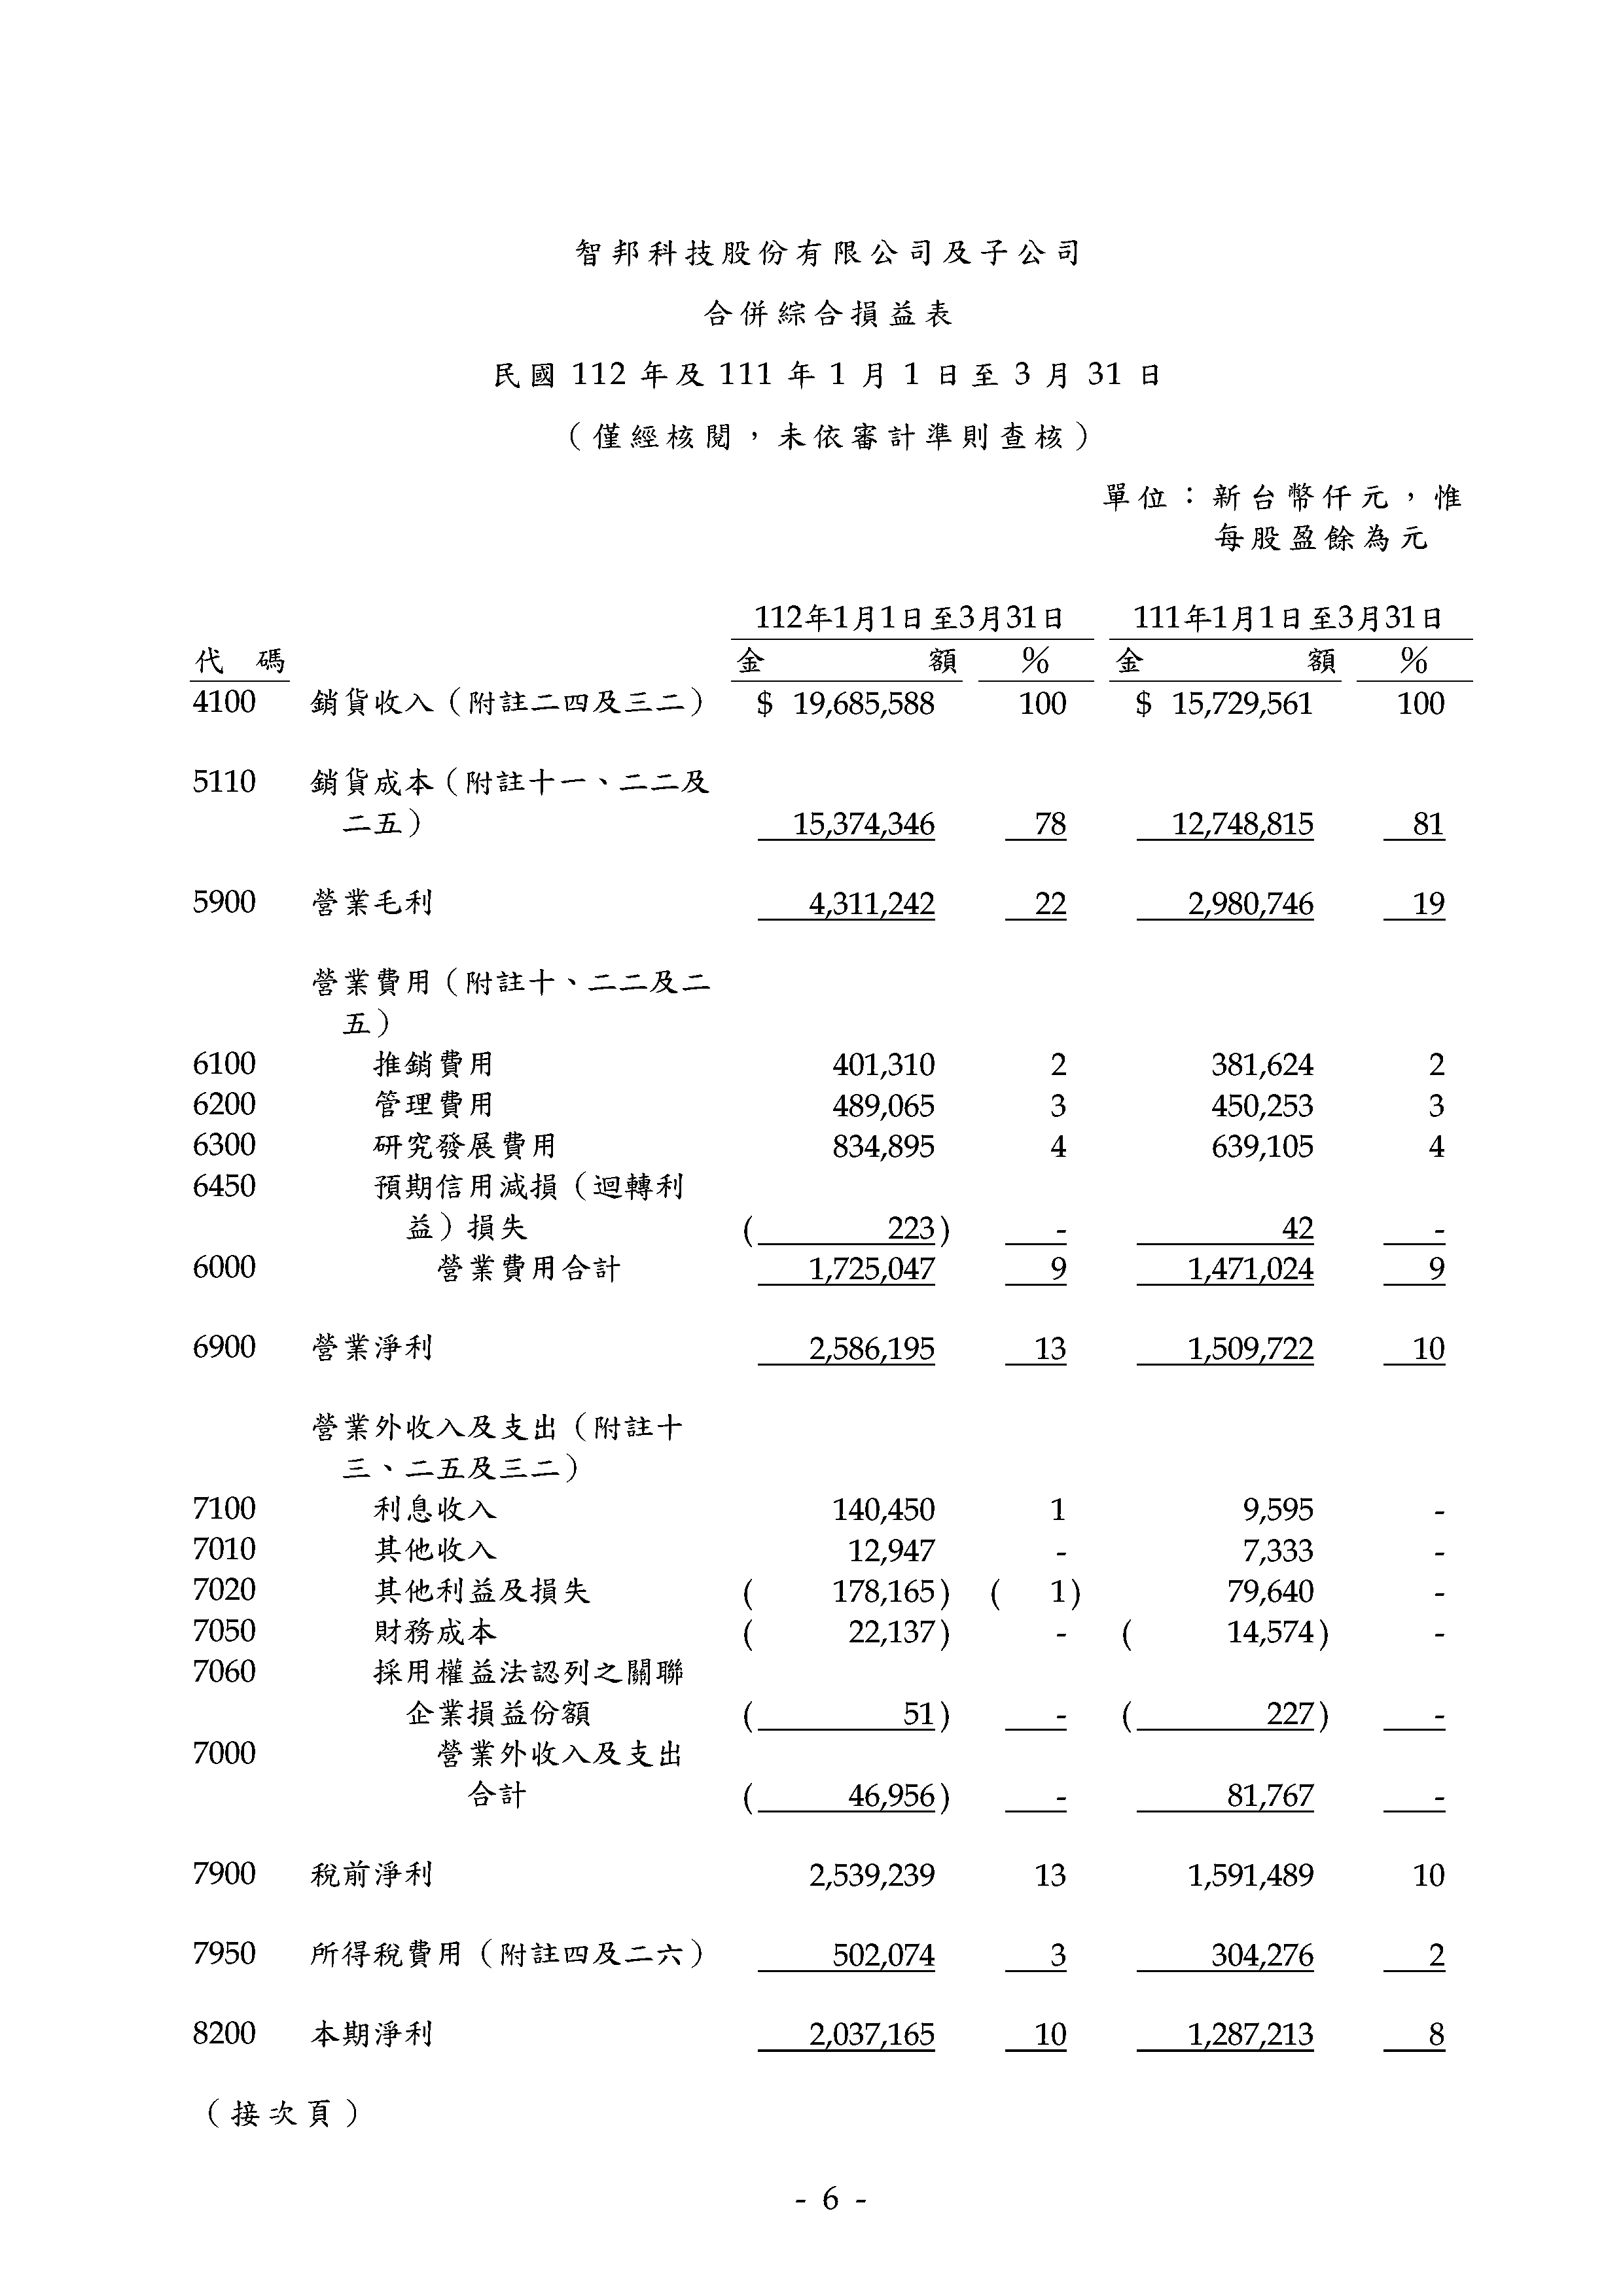 智邦科技股份有限公司及子公司
合併綜合損益表
民國 112 年及 111 年 1 月 1 日至 3 月 31 日
（僅經核閱，未依審計準則查核）
單位：新台幣仟元，惟
每股盈餘為元
112年1月1日至3月31日 111年1月1日至3月31日
代 碼 金 額 ％ 金 額 ％
4100 銷貨收入（附註二四及三二） $ 19,685,588 100 $ 15,729,561 100
5110 銷貨成本（附註十一、二二及
二五） 15,374,346 78 12,748,815 81
5900 營業毛利 4,311,242 22 2,980,746 19
營業費用（附註十、二二及二
五）
6100 推銷費用 401,310 2 381,624 2
6200 管理費用 489,065 3 450,253 3
6300 研究發展費用 834,895 4 639,105 4
6450 預期信用減損（迴轉利
益）損失 ( 223) - 42 -
6000 營業費用合計 1,725,047 9 1,471,024 9
6900 營業淨利 2,586,195 13 1,509,722 10
營業外收入及支出（附註十
三、二五及三二）
7100 利息收入 140,450 1 9,595 -
7010 其他收入 12,947 - 7,333 -
7020 其他利益及損失 ( 178,165) ( 1) 79,640 -
7050 財務成本 ( 22,137) - ( 14,574) -
7060 採用權益法認列之關聯
企業損益份額 ( 51) - ( 227) -
7000 營業外收入及支出
合計 ( 46,956) - 81,767 -
7900 稅前淨利 2,539,239 13 1,591,489 10
7950 所得稅費用（附註四及二六） 502,074 3 304,276 2
8200 本期淨利 2,037,165 10 1,287,213 8
（接次頁）
- 6 -